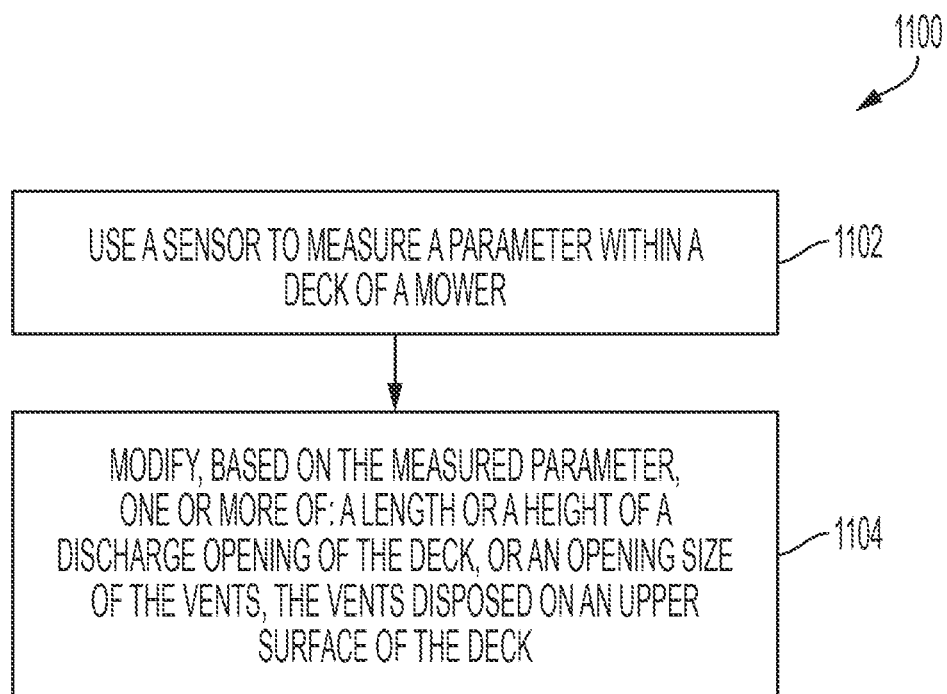 1100
USE A SENSOR TO MEASURE A PARAMETER WITHIN A
DECK OF A MOWER
1102
MODIFY, BASED ON THE MEASURED PARAMETER,
ONE OR MORE OF: A LENGTH OR A HEIGHT OF A
DISCHARGE OPENING OF THE DECK, OR AN OPENING SIZE
OF THE VENTS, THE VENTS DISPOSED ON AN UPPER
SURFACE OF THE DECK
1104